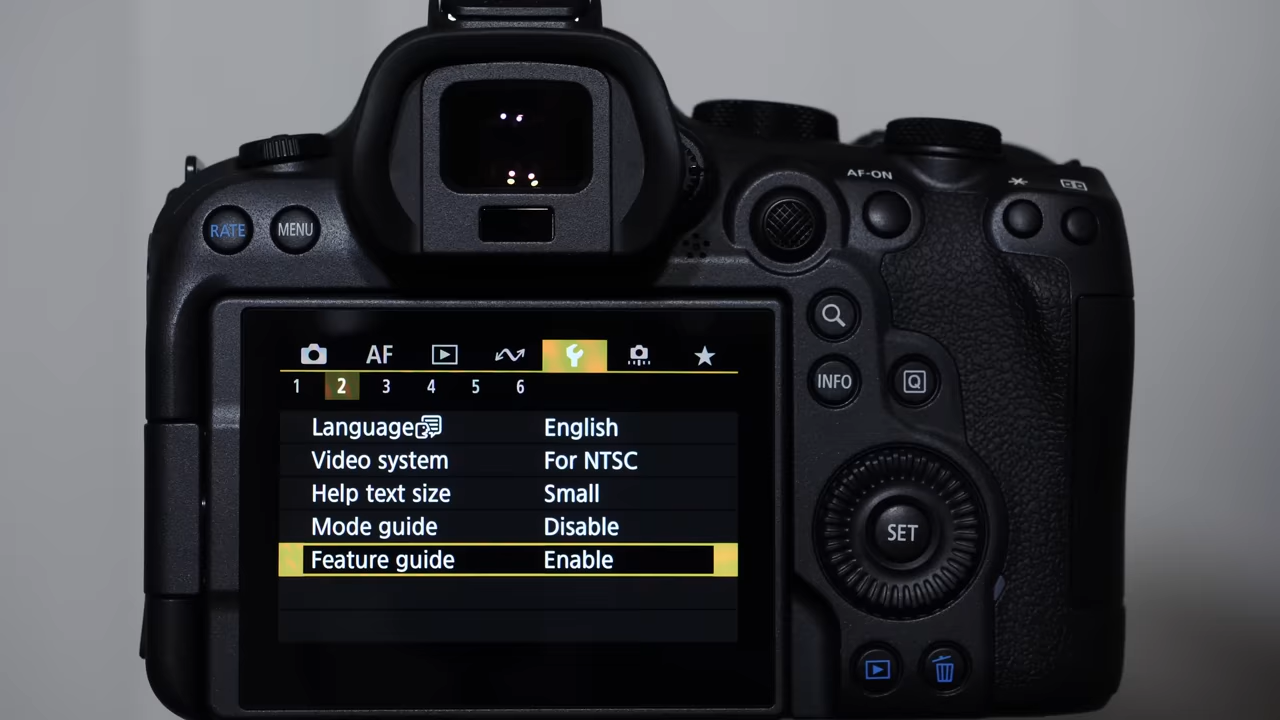 AF-ON
RATE
MENU
AF
1 2 3 4 5 6
INFO
Q
Language English
Video system For NTSC
Help text size Small
Mode guide Disable
Feature guide Enable
SET